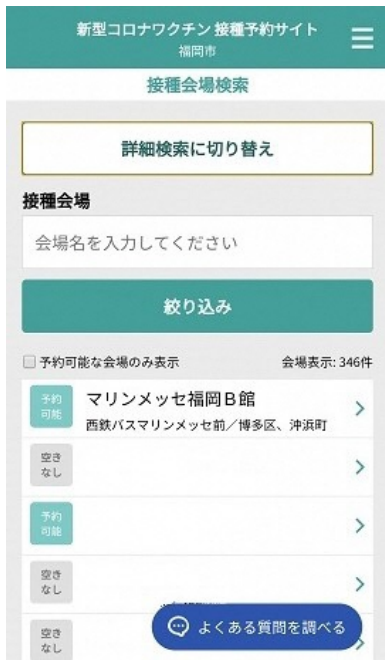 新型コロナワクチン 接種予約サイト
福岡市
接種会場検索
詳細検索に切り替え
接種会場
会場名を入力してください
絞り込み
予約可能な会場のみ表示 会場表示: 346件
予約
可能
マリンメッセ福岡B館
西鉄バスマリンメッセ前／博多区、沖浜町
空き
なし
予約
可能
空き
なし
空き
なし
よくある質問を調べる